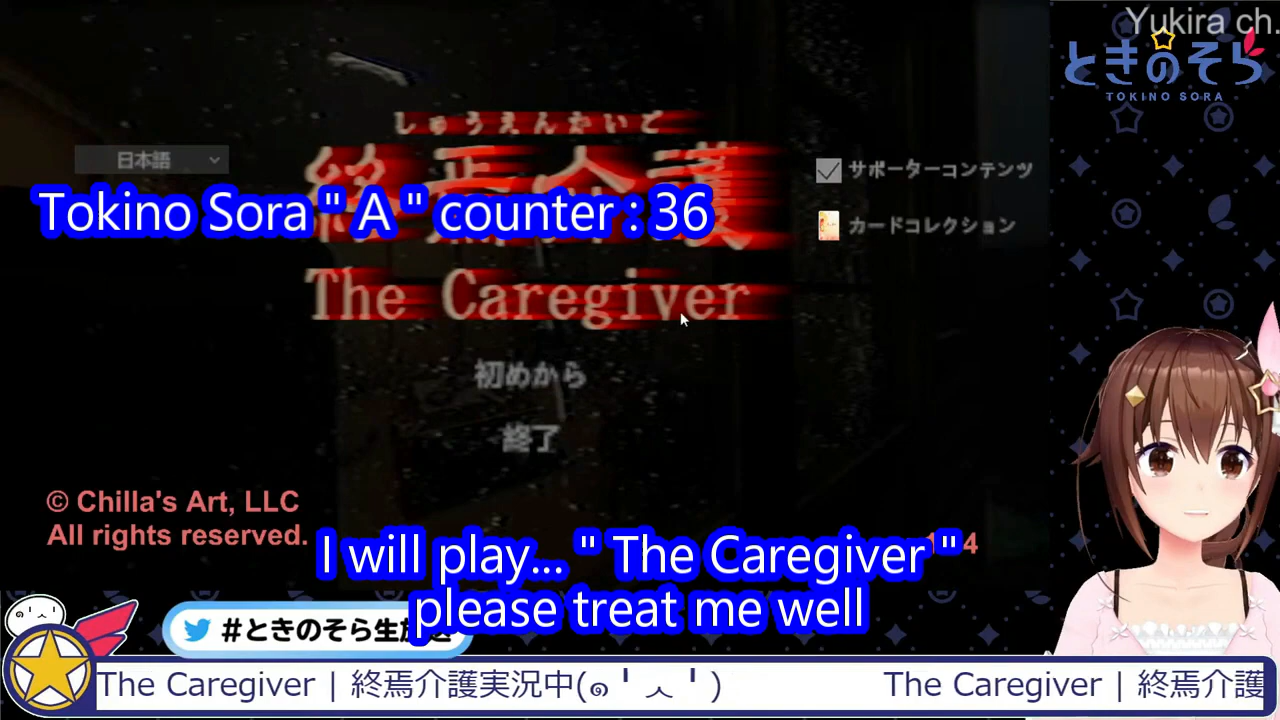 Yukira ch.
ときのそら
TOKINO SORA
しゅうえんかいご
日本語
終焉介護
サポーターコンテンツ
Tokino Sora " A " counter : 36
カードコレクション
The Caregiver
初めから
終了
© Chilla's Art, LLC
All rights reserved.
I will play... " The Caregiver "
please treat me well
#ときのそら生放送
The Caregiver | 終焉介護実況中(๑╹ㅅ╹) The Caregiver | 終焉介護